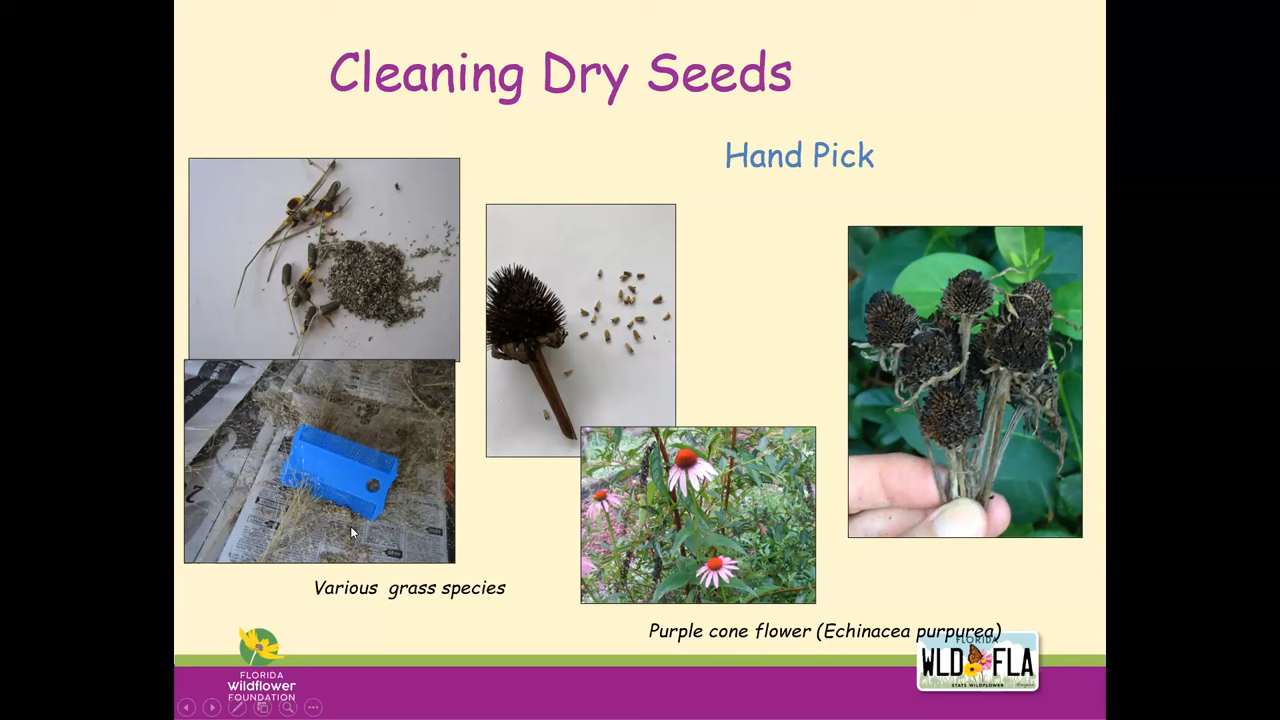 Cleaning Dry Seeds
Hand Pick
Various grass species
Purple cone flower (Echinacea purpurea)
FLORIDA
wildflower
FOUNDATION
FLORIDA
WLD FLA
STATE WILDFLOWER